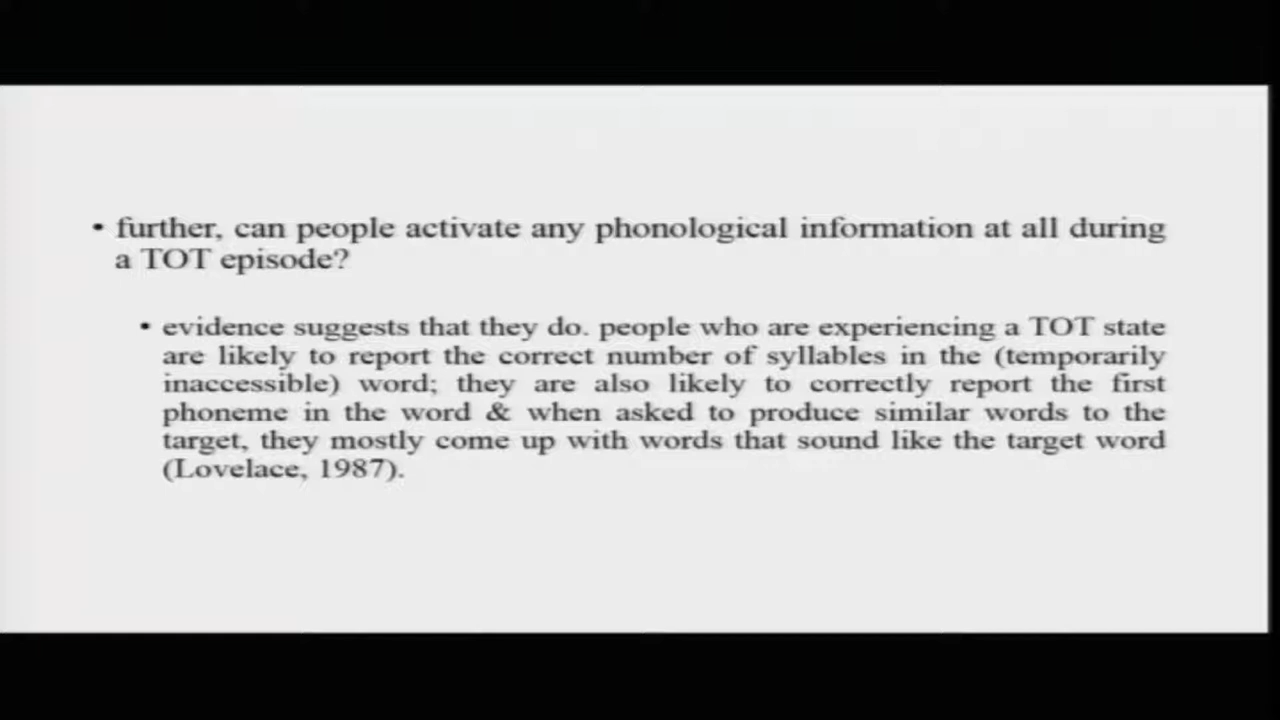 • further, can people activate any phonological information at all during
a TOT episode?
• evidence suggests that they do. people who are experiencing a TOT state
are likely to report the correct number of syllables in the (temporarily
inaccessible) word; they are also likely to correctly report the first
phoneme in the word & when asked to produce similar words to the
target, they mostly come up with words that sound like the target word
(Lovelace, 1987).